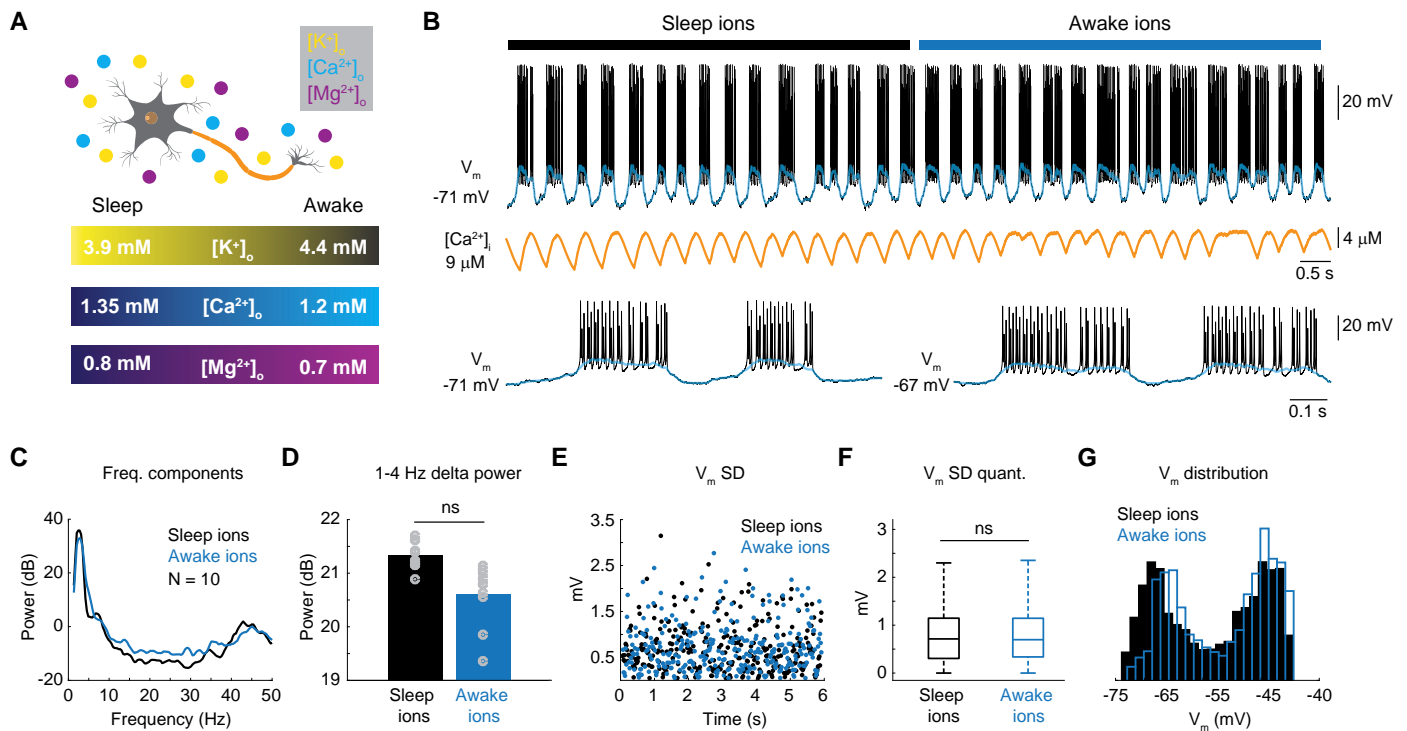 A
[K⁺]ₒ
[Ca²⁺]ₒ
[Mg²⁺]ₒ
Sleep Awake
3.9 mM [K⁺]ₒ 4.4 mM
1.35 mM [Ca²⁺]ₒ 1.2 mM
0.8 mM [Mg²⁺]ₒ 0.7 mM
B
Sleep ions Awake ions
20 mV
Vₘ
-71 mV
[Ca²⁺]ᵢ
9 μM
4 μM
0.5 s
20 mV
Vₘ
-71 mV
Vₘ
-67 mV
0.1 s
C
Freq. components
Sleep ions
Awake ions
N = 10
Power (dB)
40
20
0
-20
0 10 20 30 40 50
Frequency (Hz)
D
1-4 Hz delta power
ns
Power (dB)
22
21
20
19
Sleep ions
Awake ions
E
Vₘ SD
Sleep ions
Awake ions
mV
3.5
2.5
1.5
0.5
0 1 2 3 4 5 6
Time (s)
F
Vₘ SD quant.
ns
mV
3
2
1
0
Sleep ions
Awake ions
G
Vₘ distribution
Sleep ions
Awake ions
-75 -65 -55 -45 -40
Vₘ (mV)